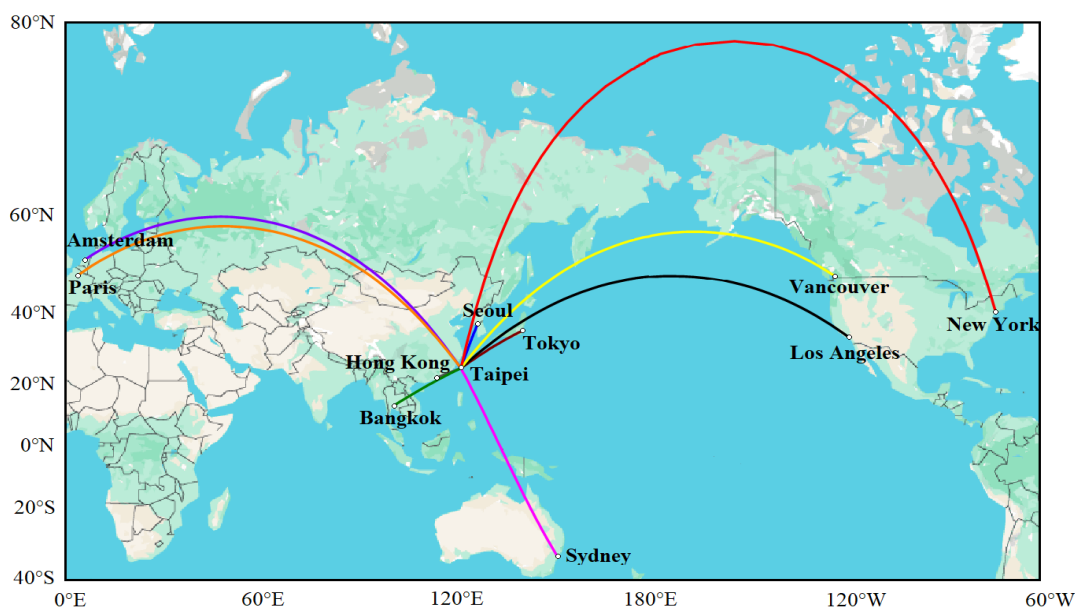 80°N
60°N
Amsterdam
Paris
Vancouver
40°N
Seoul
New York
Tokyo
Los Angeles
Hong Kong
Taipei
20°N
Bangkok
0°N
20°S
Sydney
40°S
0°E 60°E 120°E 180°E 120°W 60°W